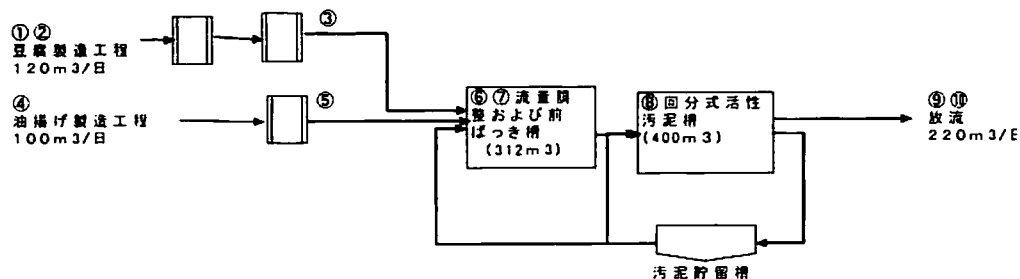 ①②
豆腐製造工程
120m3/日
③
④
油揚げ製造工程
100m3/日
⑤
⑥⑦流量調
整および前
ばっき槽
(312m3)
⑧回分式活性
汚泥槽
(400m3)
⑨⑩
放流
220m3/日
汚泥貯留槽